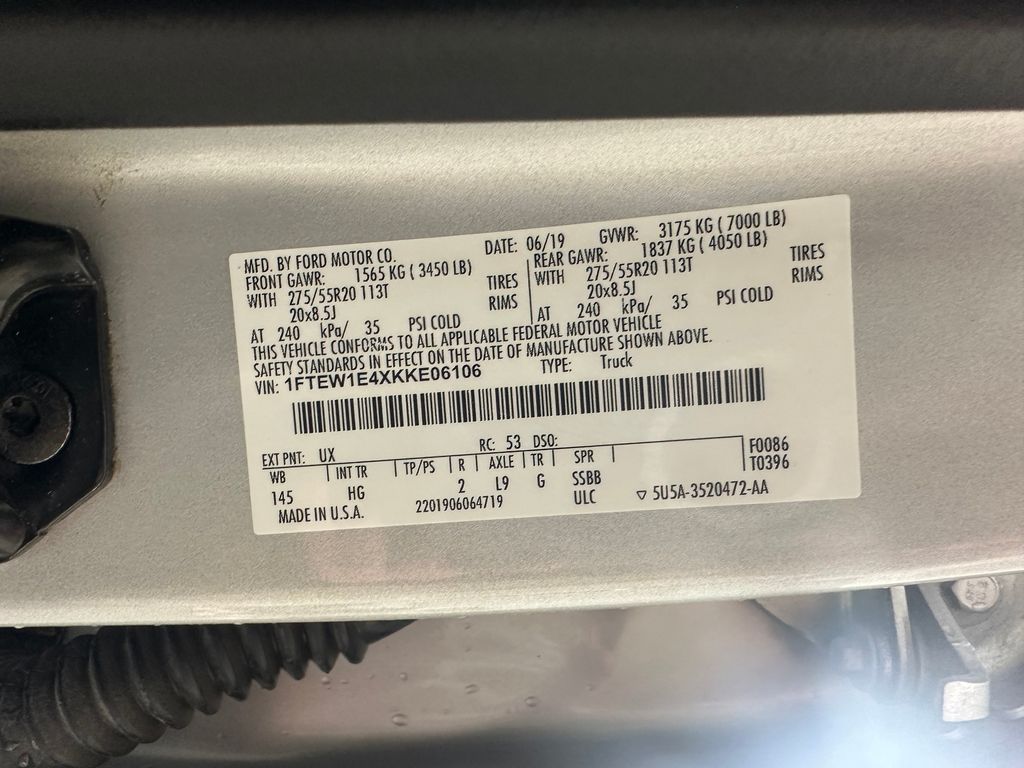 MFD. BY FORD MOTOR CO. DATE: 06/19 GVWR: 3175 KG ( 7000 LB)
FRONT GAWR: 1565 KG ( 3450 LB) REAR GAWR: 1837 KG ( 4050 LB)
WITH 275/55R20 113T TIRES WITH 275/55R20 113T TIRES
20x8.5J RIMS 20x8.5J RIMS
AT 240 kPa/ 35 PSI COLD AT 240 kPa/ 35 PSI COLD
THIS VEHICLE CONFORMS TO ALL APPLICABLE FEDERAL MOTOR VEHICLE
SAFETY STANDARDS IN EFFECT ON THE DATE OF MANUFACTURE SHOWN ABOVE.
VIN: 1FTEW1E4XKKE06106 TYPE: Truck
EXT PNT: UX RC: 53 DSO: F0086
WB INT TR TP/PS R AXLE TR SPR T0396
145 HG 2 L9 G SSBB
MADE IN U.S.A. 2201906064719 ULC ▽ 5U5A-3520472-AA